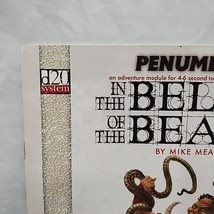 PENUM
an adventure module for 4-6 second to
d20
system
IN THE BEL
OF THE BEA
BY MIKE MEA